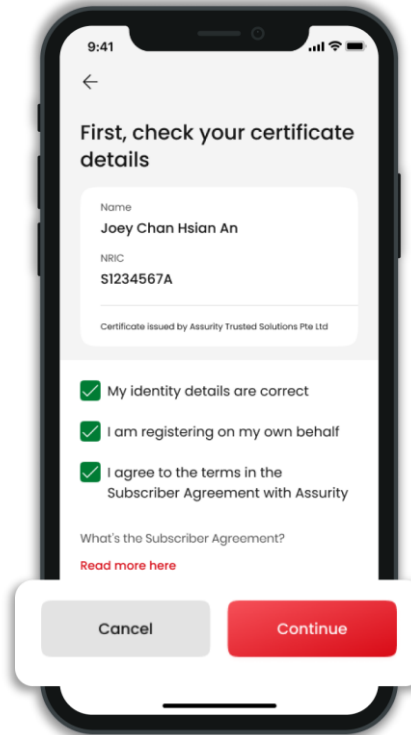 9:41
First, check your certificate
details
Name
Joey Chan Hsian An
NRIC
S1234567A
Certificate issued by Assurity Trusted Solutions Pte Ltd
My identity details are correct
I am registering on my own behalf
I agree to the terms in the
Subscriber Agreement with Assurity
What's the Subscriber Agreement?
Read more here
Cancel
Continue